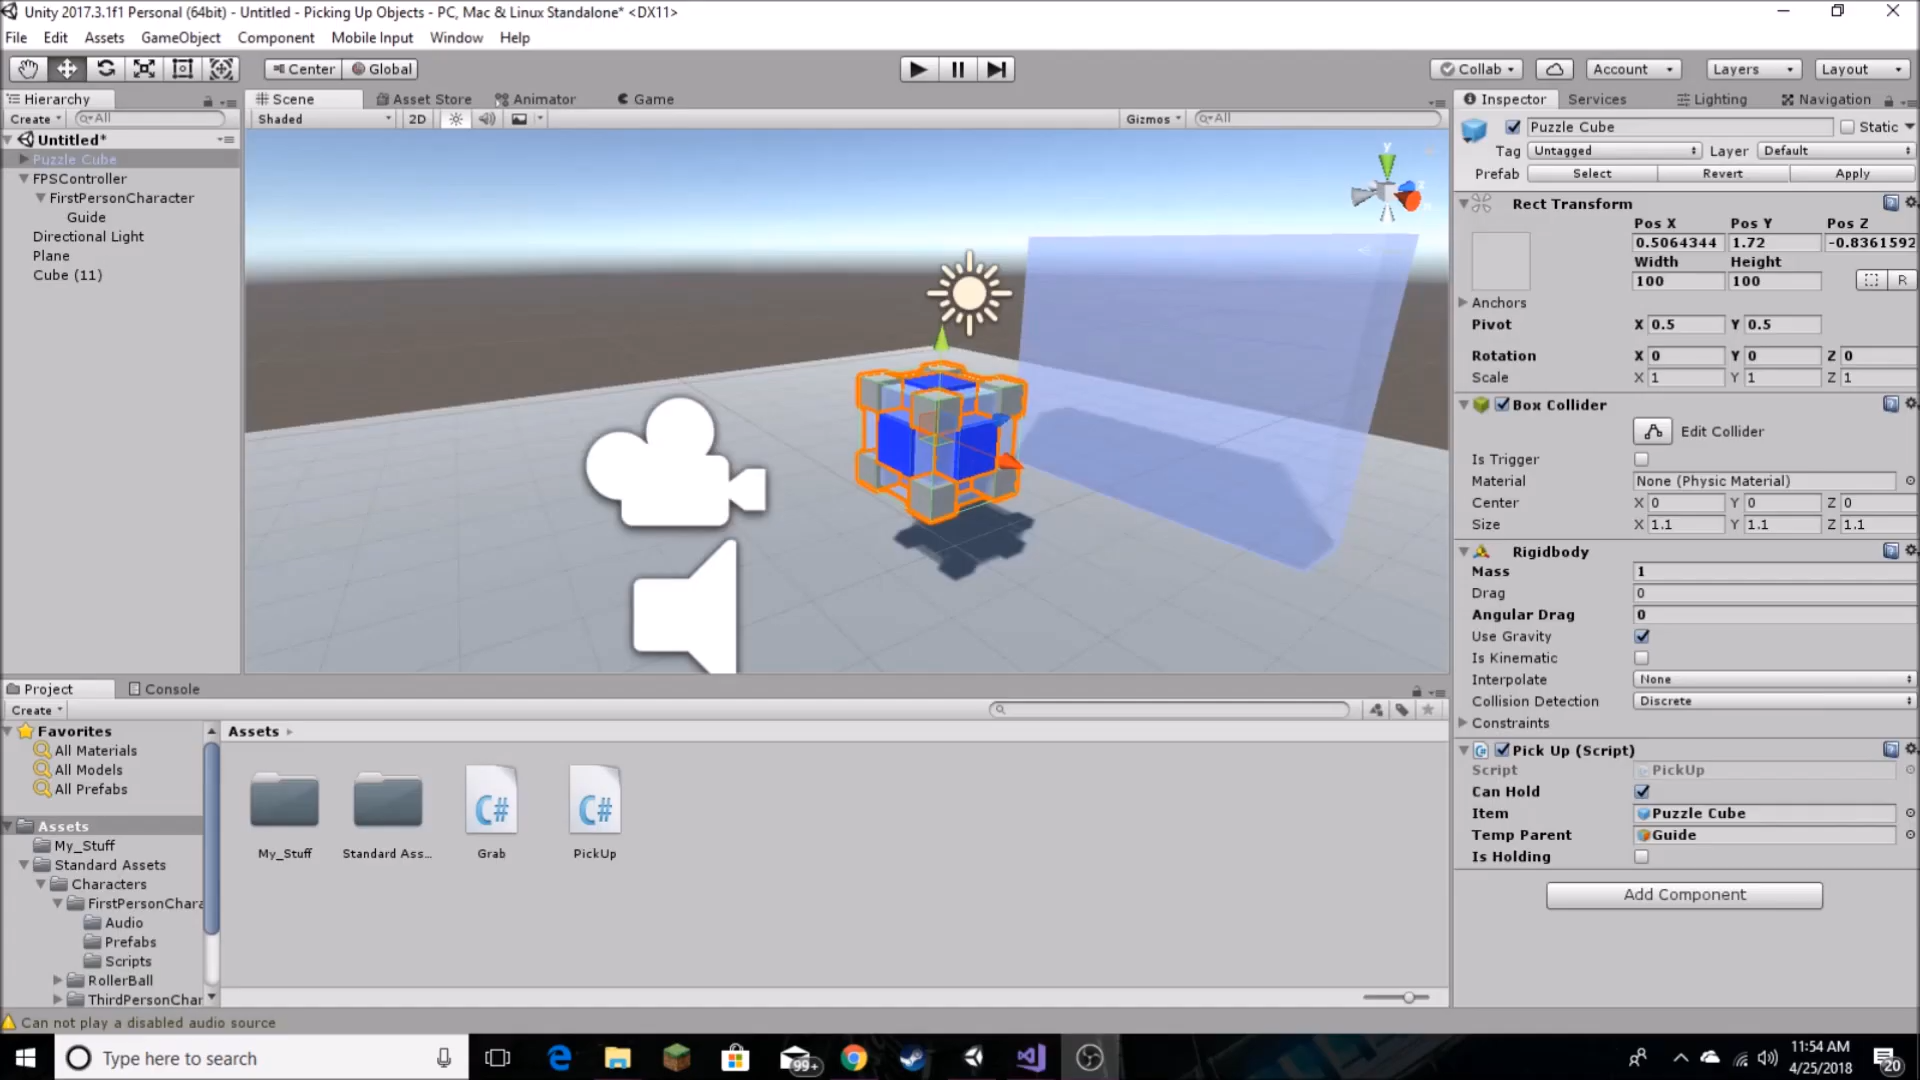 Unity 2017.3.1f1 Personal (64bit) - Untitled - Picking Up Objects - PC, Mac & Linux Standalone* <DX11>
File Edit Assets GameObject Component Mobile Input Window Help
Center Global Collab Account Layers Layout
Hierarchy Scene Asset Store Animator Game Inspector Services Lighting Navigation
Create All Shaded 2D Gizmos All
Untitled*
Puzzle Cube
FPSController
FirstPersonCharacter
Guide
Directional Light
Plane
Cube (11)
y
Puzzle Cube Static
Tag Untagged Layer Default
Prefab Select Revert Apply
Rect Transform
Pos X Pos Y Pos Z
0.5064344 1.72 -0.8361592
Width Height
100 100
R
Anchors
Pivot X 0.5 Y 0.5
Rotation X 0 Y 0 Z 0
Scale X 1 Y 1 Z 1
Box Collider
Edit Collider
Is Trigger
Material None (Physic Material)
Center X 0 Y 0 Z 0
Size X 1.1 Y 1.1 Z 1.1
Rigidbody
Mass 1
Drag 0
Angular Drag 0
Use Gravity
Is Kinematic
Interpolate None
Collision Detection Discrete
Constraints
Pick Up (Script)
Script PickUp
Can Hold
Item Puzzle Cube
Temp Parent Guide
Is Holding
Add Component
Project Console
Create
Favorites
All Materials
All Models
All Prefabs
Assets
My_Stuff
Standard Assets
Characters
FirstPersonChara
Audio
Prefabs
Scripts
RollerBall
ThirdPersonChar
Assets
C# C#
My_Stuff Standard Ass... Grab PickUp
Can not play a disabled audio source
Type here to search
99+
11:54 AM
4/25/2018
20